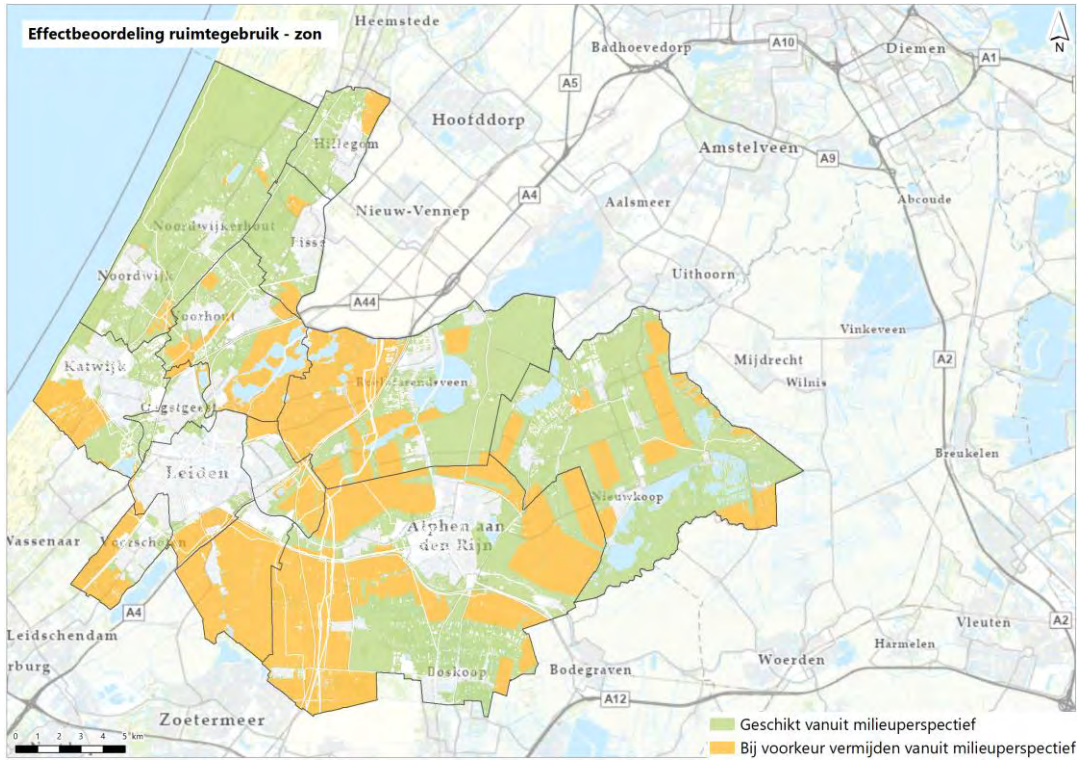 Effectbeoordeling ruimtegebruik - zon
Heemstede
Badhoevedorp
A10
Diemen
N
A1
A5
Hoofddorp
Hillegom
Amstelveen
A9
A4
Abcoude
Nieuw-Vennep
Aalsmeer
Noordwijkerhout
Lisse
Uithoorn
Noordwijk
A44
Voorhout
Vinkeveen
Katwijk
Mijdrecht
A2
Wilnis
Oegstgeest
Breukelen
Leiden
Nieuwkoop
Alphen aan
den Rijn
Wassenaar
Voorschoten
A4
A2
Leidschendam
Vleuten
Harmelen
rburg
Boskoop
Bodegraven
Woerden
A12
Zoetermeer
0 1 2 3 4 5 km
Geschikt vanuit milieuperspectief
Bij voorkeur vermijden vanuit milieuperspectief